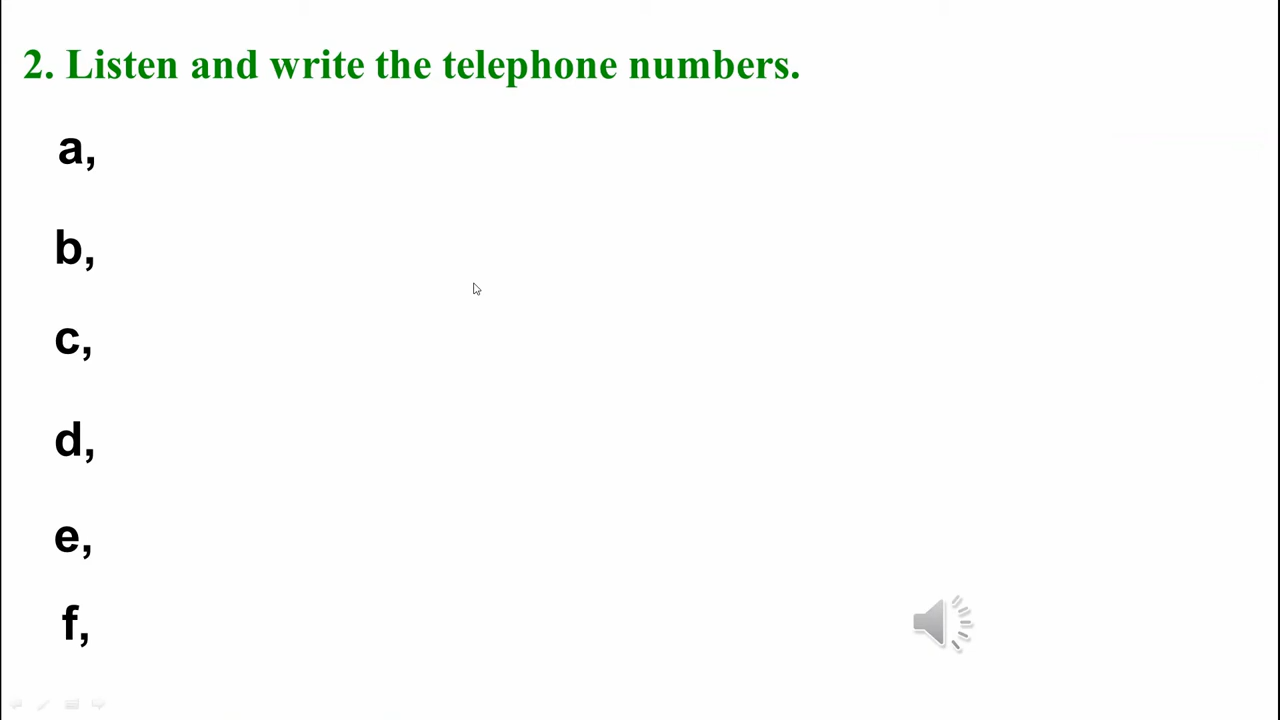 2. Listen and write the telephone numbers.
a,
b,
c,
d,
e,
f,